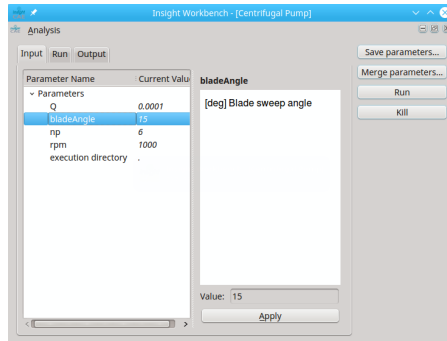 Insight Workbench - [Centrifugal Pump]
Analysis
Input Run Output
Save parameters...
Merge parameters...
Run
Kill
Parameter Name Current Valu
Parameters
Q 0.0001
bladeAngle 15
np 6
rpm 1000
execution directory .
bladeAngle
[deg] Blade sweep angle
Value: 15
Apply